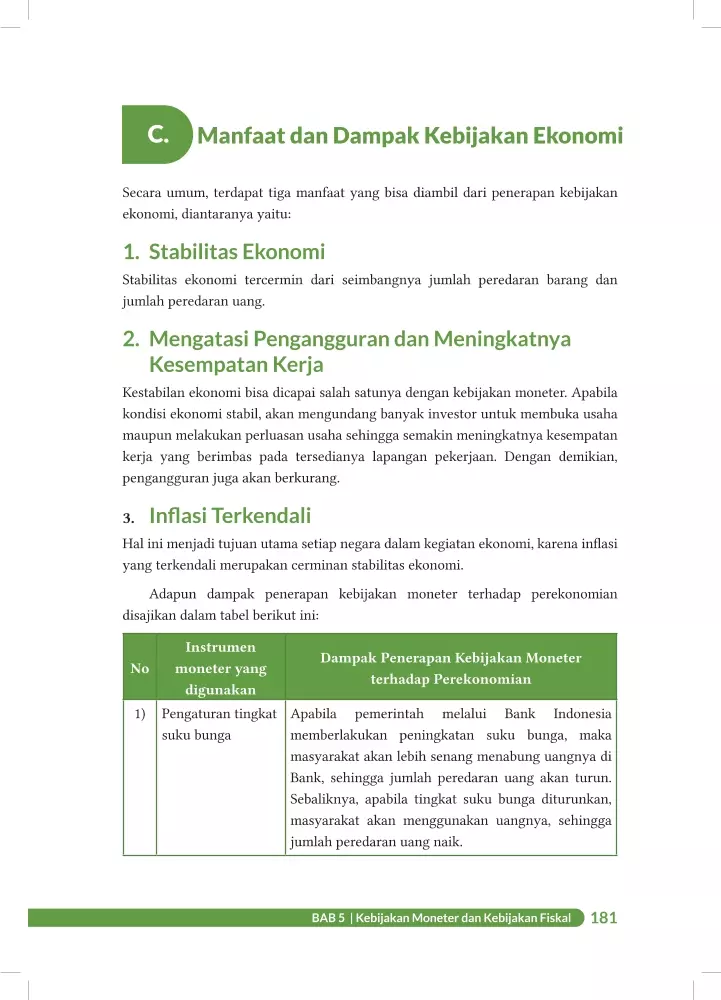 C. Manfaat dan Dampak Kebijakan Ekonomi
Secara umum, terdapat tiga manfaat yang bisa diambil dari penerapan kebijakan
ekonomi, diantaranya yaitu:
1. Stabilitas Ekonomi
Stabilitas ekonomi tercermin dari seimbangnya jumlah peredaran barang dan
jumlah peredaran uang.
2. Mengatasi Pengangguran dan Meningkatnya
Kesempatan Kerja
Kestabilan ekonomi bisa dicapai salah satunya dengan kebijakan moneter. Apabila
kondisi ekonomi stabil, akan mengundang banyak investor untuk membuka usaha
maupun melakukan perluasan usaha sehingga semakin meningkatnya kesempatan
kerja yang berimbas pada tersedianya lapangan pekerjaan. Dengan demikian,
pengangguran juga akan berkurang.
3. Inflasi Terkendali
Hal ini menjadi tujuan utama setiap negara dalam kegiatan ekonomi, karena inflasi
yang terkendali merupakan cerminan stabilitas ekonomi.
Adapun dampak penerapan kebijakan moneter terhadap perekonomian
disajikan dalam tabel berikut ini:
No
Instrumen
moneter yang
digunakan
Dampak Penerapan Kebijakan Moneter
terhadap Perekonomian
1)
Pengaturan tingkat
suku bunga
Apabila pemerintah melalui Bank Indonesia
memberlakukan peningkatan suku bunga, maka
masyarakat akan lebih senang menabung uangnya di
Bank, sehingga jumlah peredaran uang akan turun.
Sebaliknya, apabila tingkat suku bunga diturunkan,
masyarakat akan menggunakan uangnya, sehingga
jumlah peredaran uang naik.
BAB 5 | Kebijakan Moneter dan Kebijakan Fiskal 181